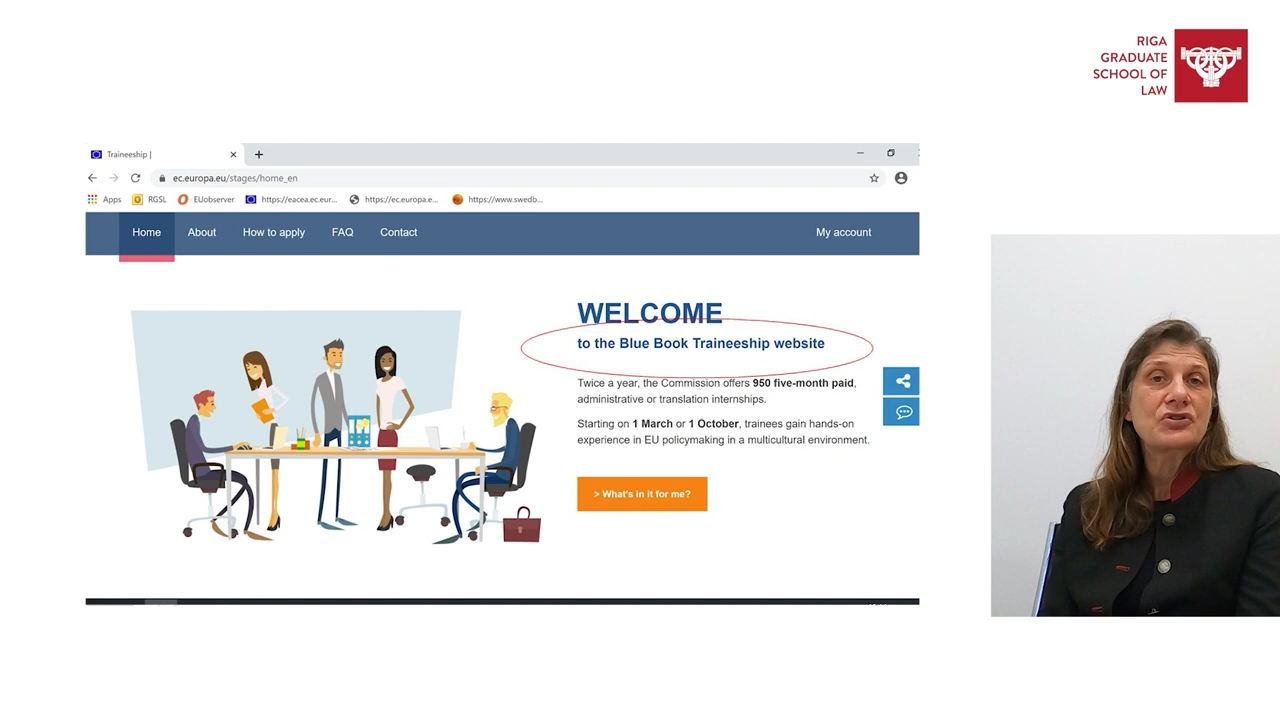 RIGA
GRADUATE
SCHOOL OF
LAW
Traineeship |
ec.europa.eu/stages/home_en
Apps RGSL EUobserver https://eacea.ec.eur... https://ec.europa.e... https://www.swedb...
Home About How to apply FAQ Contact My account
WELCOME
to the Blue Book Traineeship website
Twice a year, the Commission offers 950 five-month paid,
administrative or translation internships.
Starting on 1 March or 1 October, trainees gain hands-on
experience in EU policymaking in a multicultural environment.
> What's in it for me?